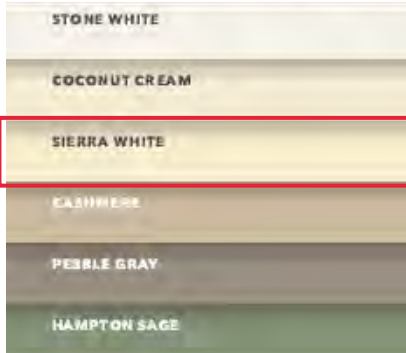 STONE WHITE
COCONUT CREAM
SIERRA WHITE
CASHMERE
PEBBLE GRAY
HAMPTON SAGE